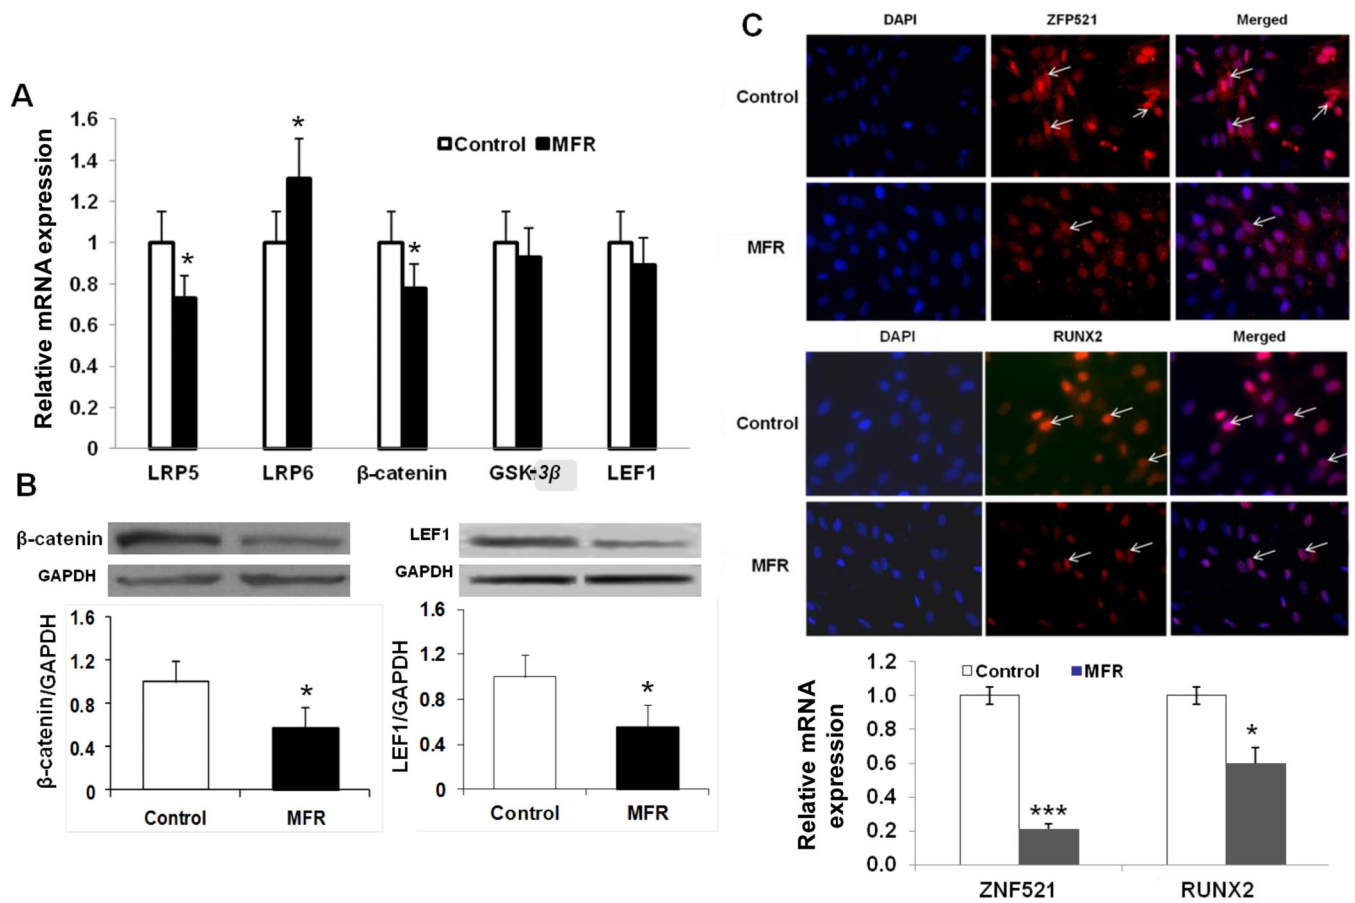 A
1.6
1.4
1.2
1
0.8
0.6
0.4
0.2
0
Relative mRNA expression
Control MFR
*
*
*
LRP5 LRP6 β-catenin GSK-3β LEF1
B
β-catenin
GAPDH
LEF1
GAPDH
1.6
1.2
0.8
0.4
0
β-catenin/GAPDH
*
Control MFR
1.6
1.2
0.8
0.4
0
LEF1/GAPDH
*
Control MFR
C
DAPI ZFP521 Merged
Control
MFR
DAPI RUNX2 Merged
Control
MFR
1.2
1.0
0.8
0.6
0.4
0.2
0.0
Relative mRNA
expression
Control MFR
***
*
ZNF521 RUNX2